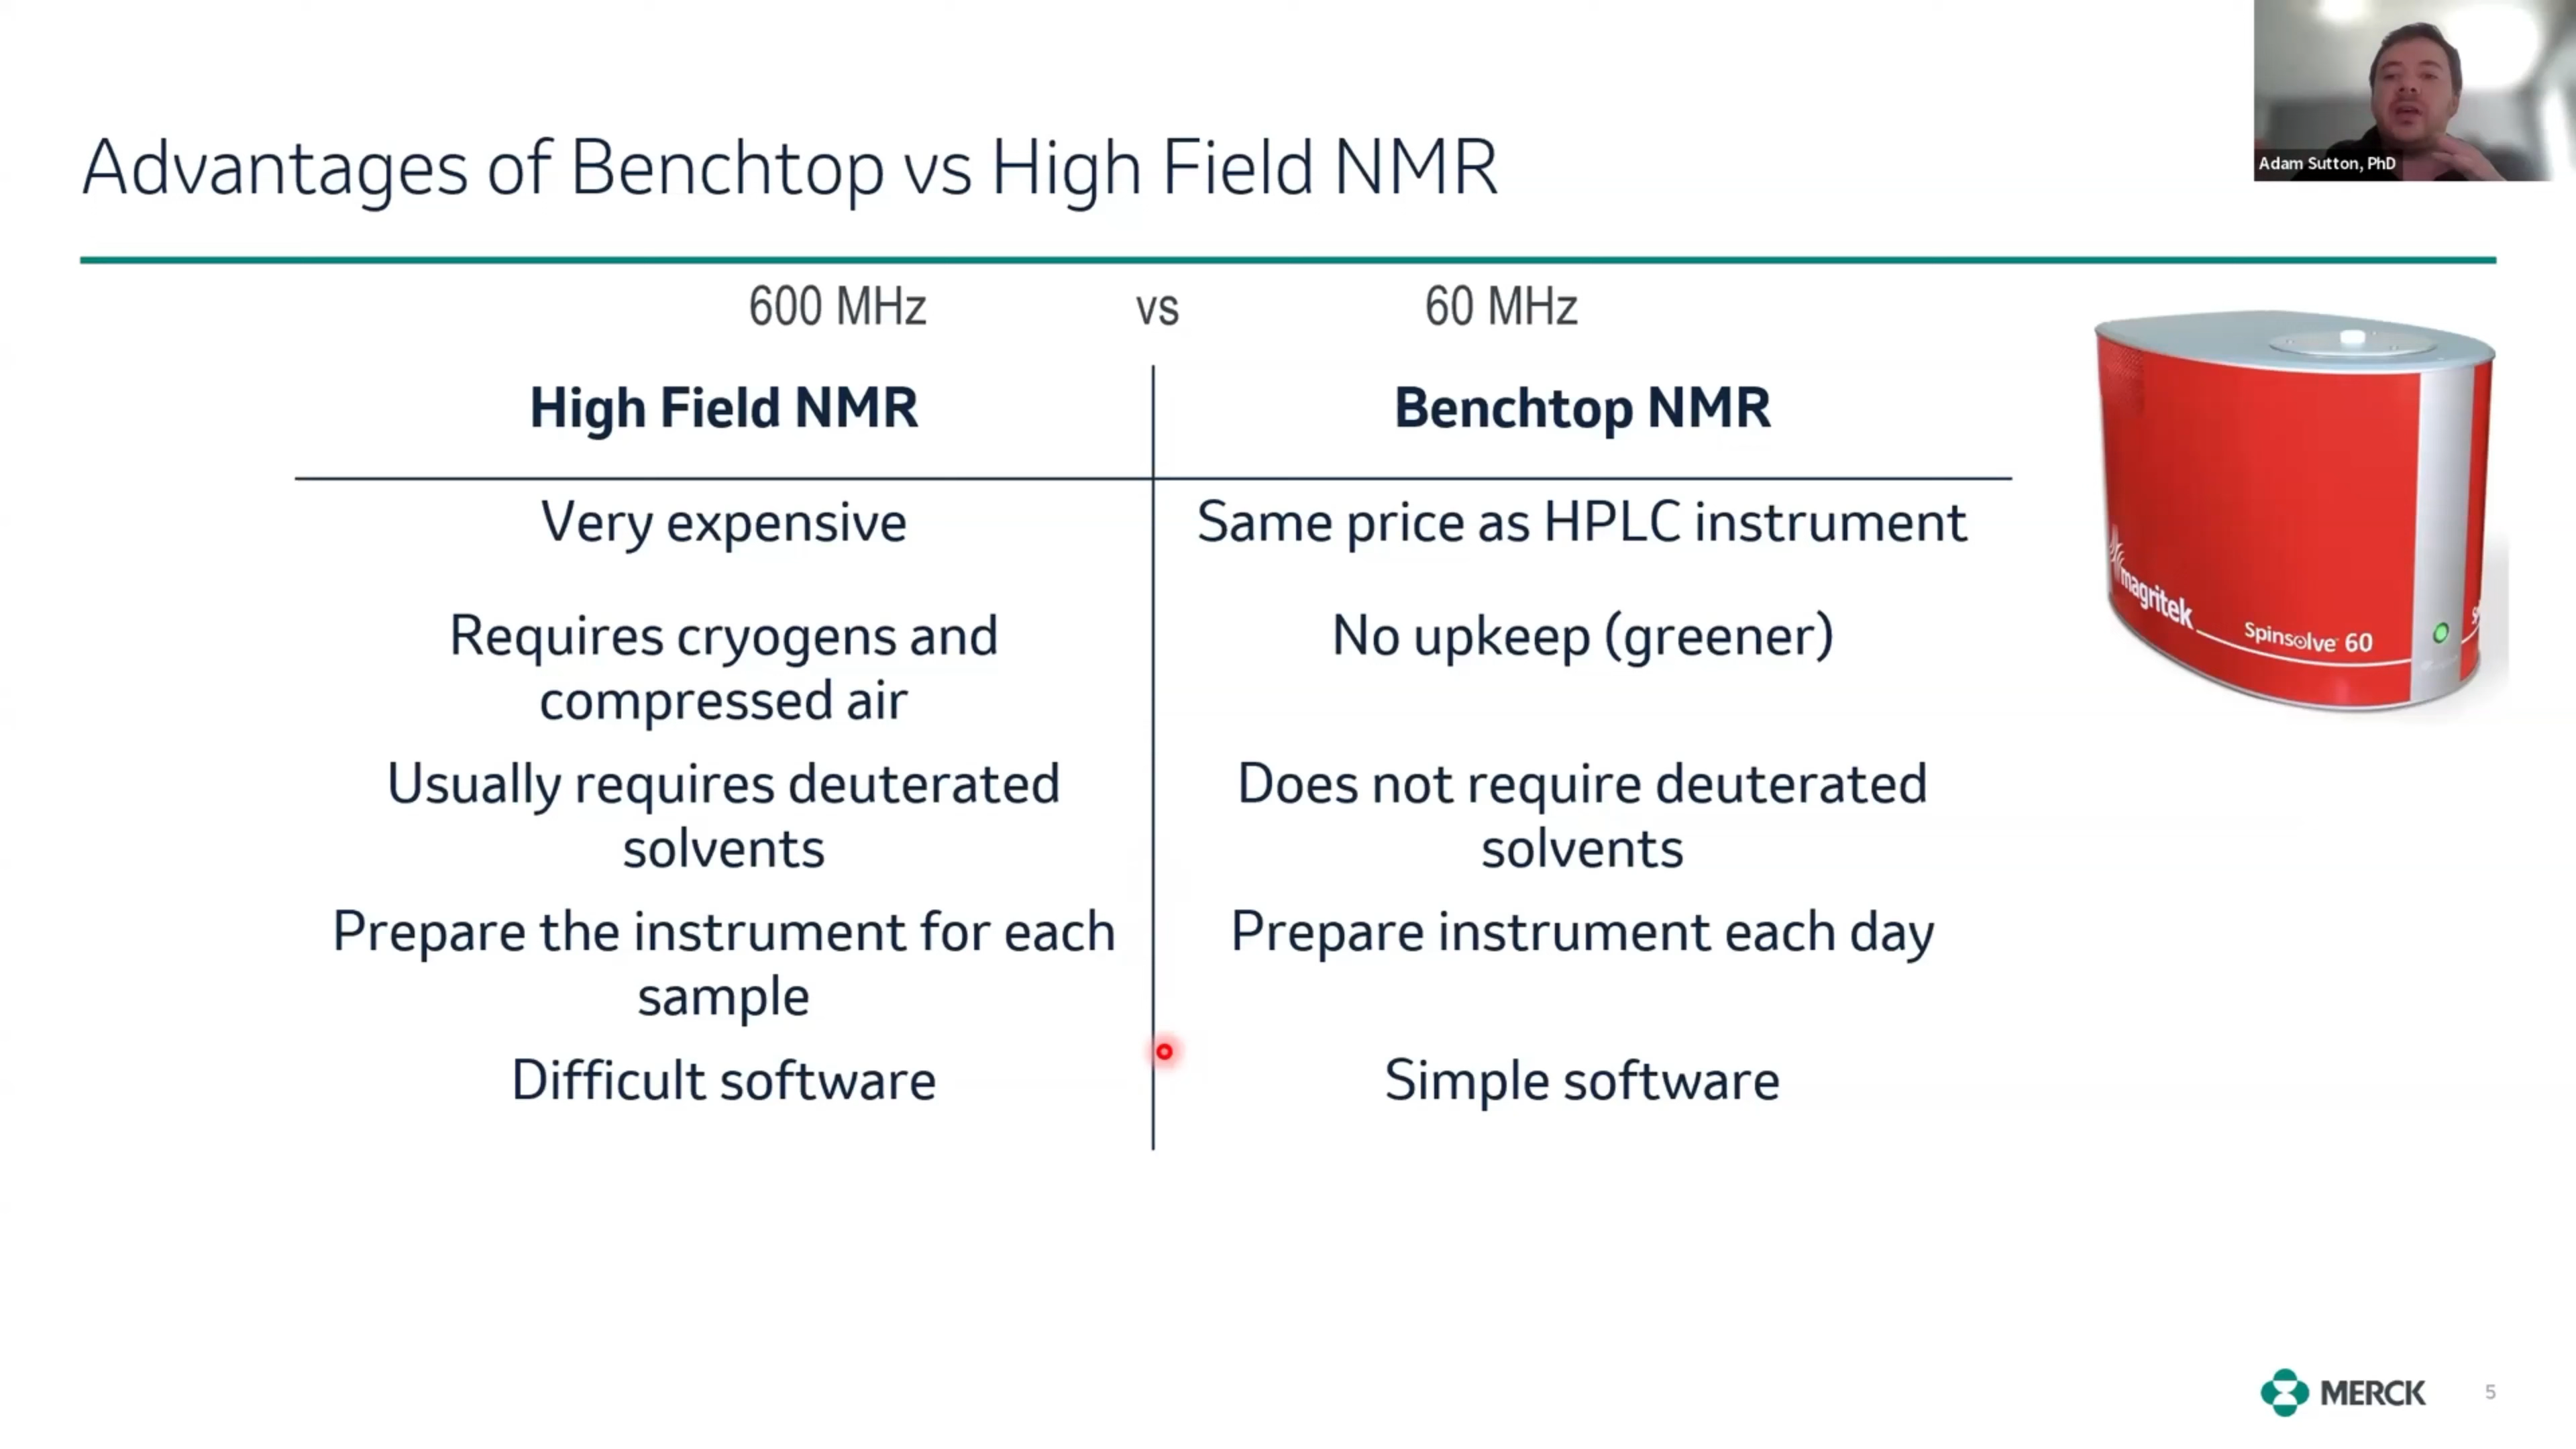 Adam Sutton, PhD
Advantages of Benchtop vs High Field NMR
600 MHz vs 60 MHz
High Field NMR
Benchtop NMR
Very expensive
Same price as HPLC instrument
Requires cryogens and
compressed air
No upkeep (greener)
Usually requires deuterated
solvents
Does not require deuterated
solvents
Prepare the instrument for each
sample
Prepare instrument each day
Difficult software
Simple software
magritek
Spinsolve 60
MERCK
5